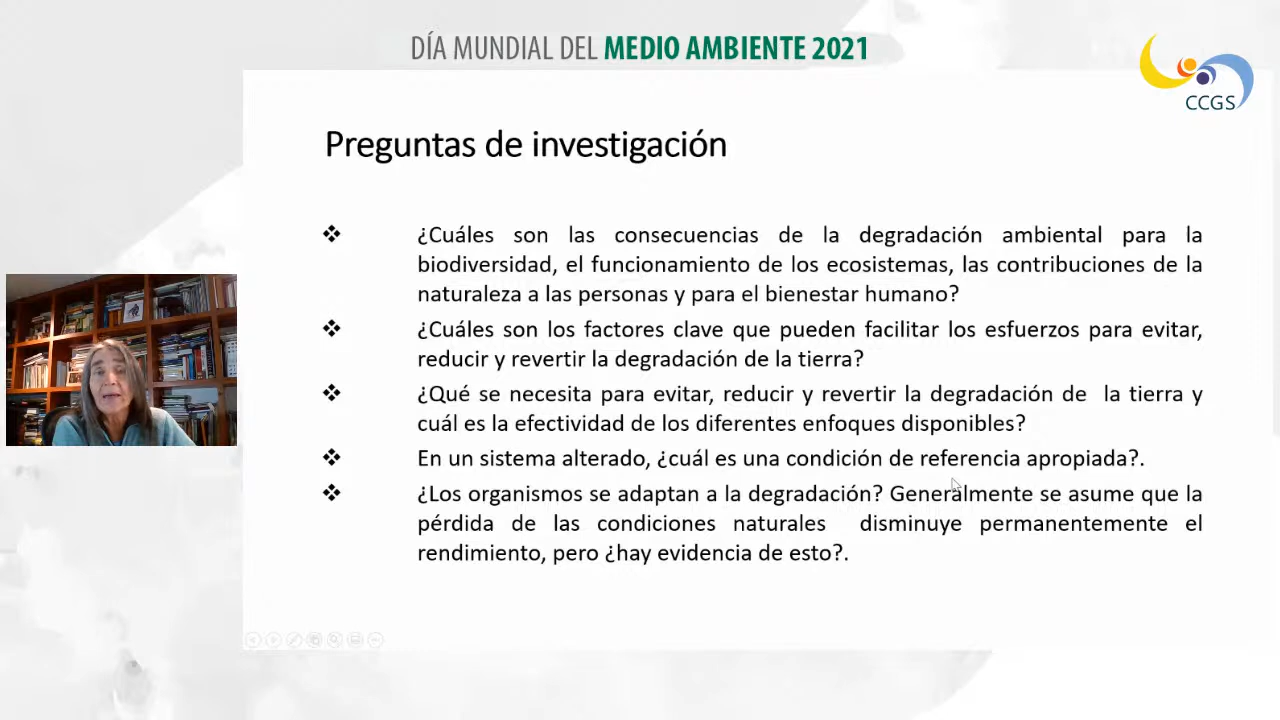 DÍA MUNDIAL DEL MEDIO AMBIENTE 2021
CCGS
Preguntas de investigación
❖ ¿Cuáles son las consecuencias de la degradación ambiental para la
biodiversidad, el funcionamiento de los ecosistemas, las contribuciones de la
naturaleza a las personas y para el bienestar humano?
❖ ¿Cuáles son los factores clave que pueden facilitar los esfuerzos para evitar,
reducir y revertir la degradación de la tierra?
❖ ¿Qué se necesita para evitar, reducir y revertir la degradación de la tierra y
cuál es la efectividad de los diferentes enfoques disponibles?
❖ En un sistema alterado, ¿cuál es una condición de referencia apropiada?.
❖ ¿Los organismos se adaptan a la degradación? Generalmente se asume que la
pérdida de las condiciones naturales disminuye permanentemente el
rendimiento, pero ¿hay evidencia de esto?.